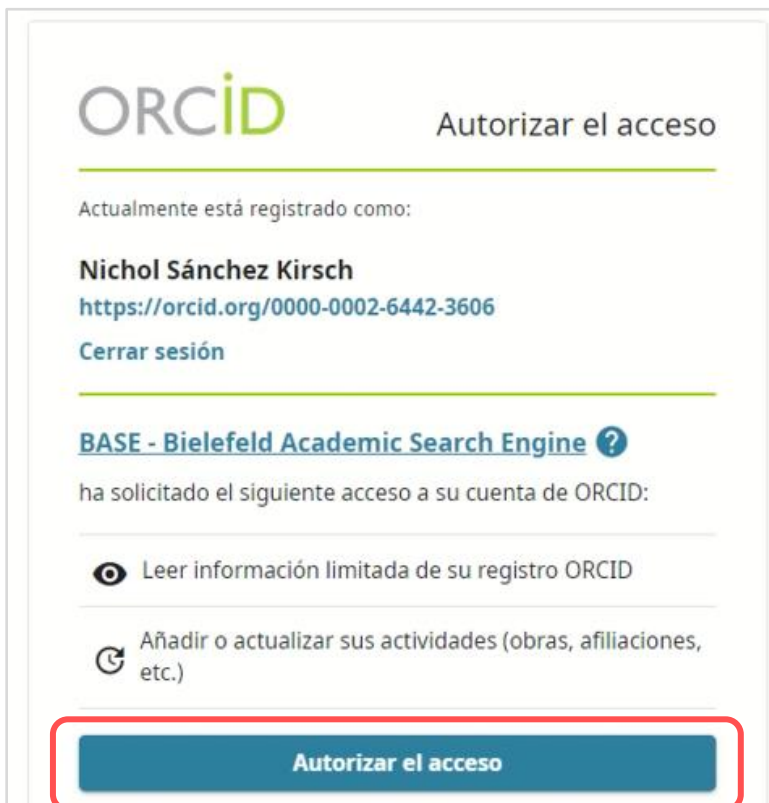 ORCiD
Autorizar el acceso
Actualmente está registrado como:
Nichol Sánchez Kirsch
https://orcid.org/0000-0002-6442-3606
Cerrar sesión
BASE - Bielefeld Academic Search Engine ?
ha solicitado el siguiente acceso a su cuenta de ORCID:
Leer información limitada de su registro ORCID
Añadir o actualizar sus actividades (obras, afiliaciones,
etc.)
Autorizar el acceso